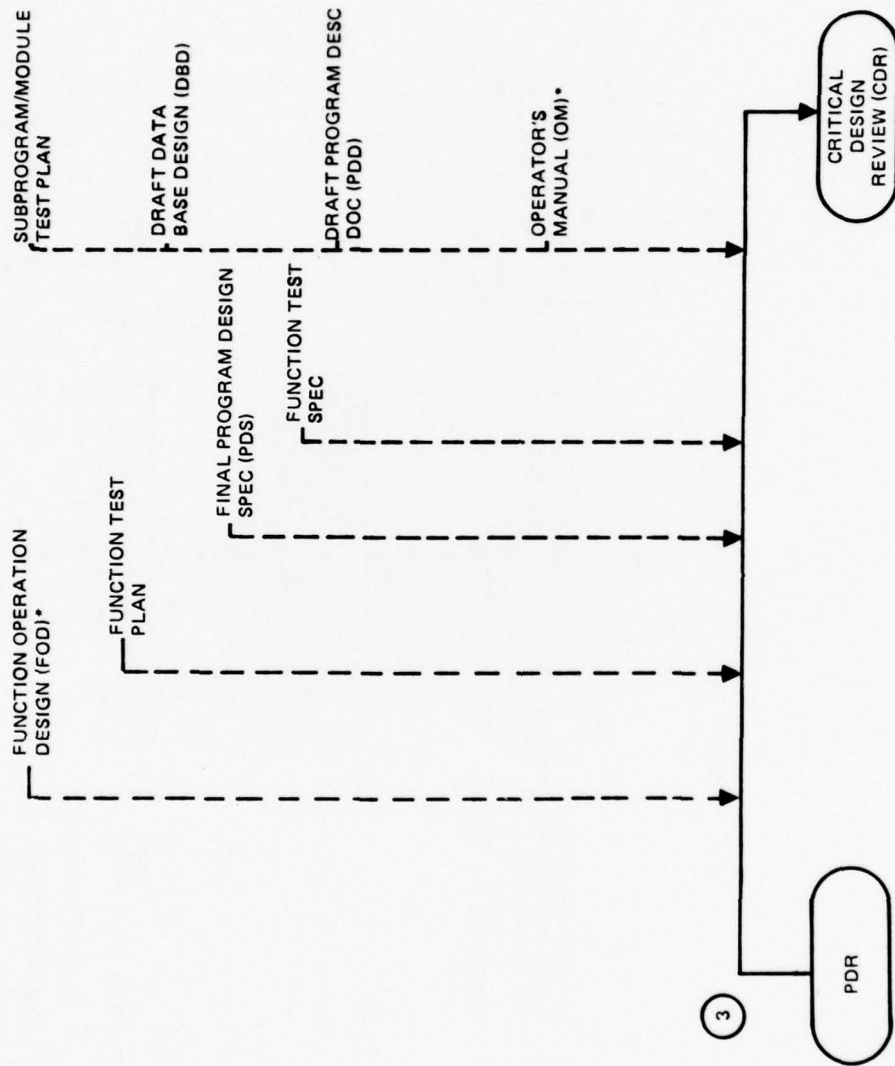 FUNCTION OPERATION
DESIGN (FOD)*
FUNCTION TEST
PLAN
FINAL PROGRAM DESIGN
SPEC (PDS)
FUNCTION TEST
SPEC
SUBPROGRAM/MODULE
TEST PLAN
DRAFT DATA
BASE DESIGN (DBD)
DRAFT PROGRAM DESC
DOC (PDD)
OPERATOR'S
MANUAL (OM)*
3
PDR
CRITICAL
DESIGN
REVIEW (CDR)